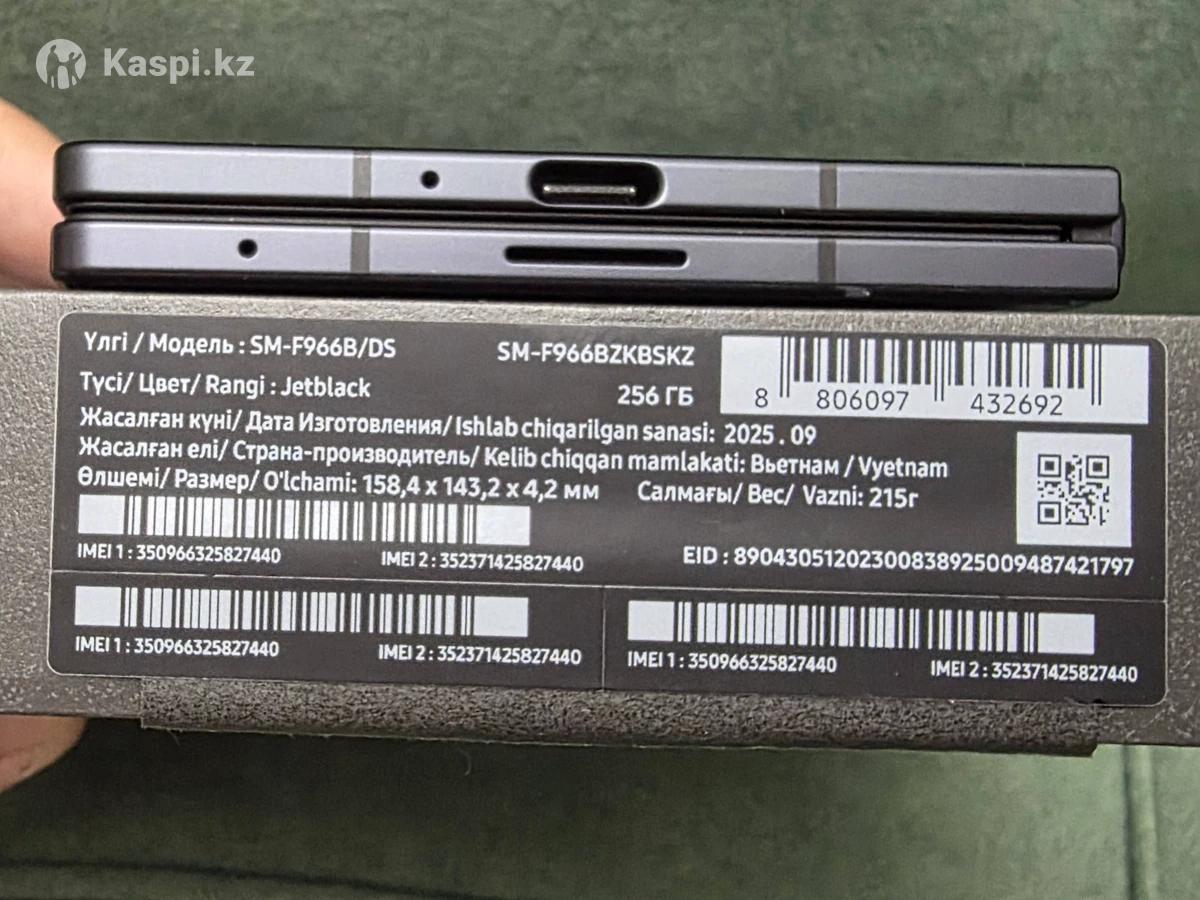 Kaspi.kz
Үлгі / Модель : SM-F966B/DS
SM-F966BZKBSKZ
Түсі/ Цвет/ Rangi : Jetblack
256 ГБ
8 806097 432692
Жасалған күні/ Дата Изготовления/ Ishlab chiqarilgan sanasi: 2025 . 09
Жасалған елі/ Страна-производитель/ Kelib chiqqan mamlakati: Вьетнам / Vyetnam
Өлшемі/ Размер/ O'lchami: 158,4 x 143,2 x 4,2 мм Салмағы/ Вес/ Vazni: 215г
IMEI 1 : 350966325827440 IMEI 2 : 352371425827440
EID : 89043051202300838925009487421797
IMEI 1 : 350966325827440 IMEI 2 : 352371425827440
IMEI 1 : 350966325827440 IMEI 2 : 352371425827440